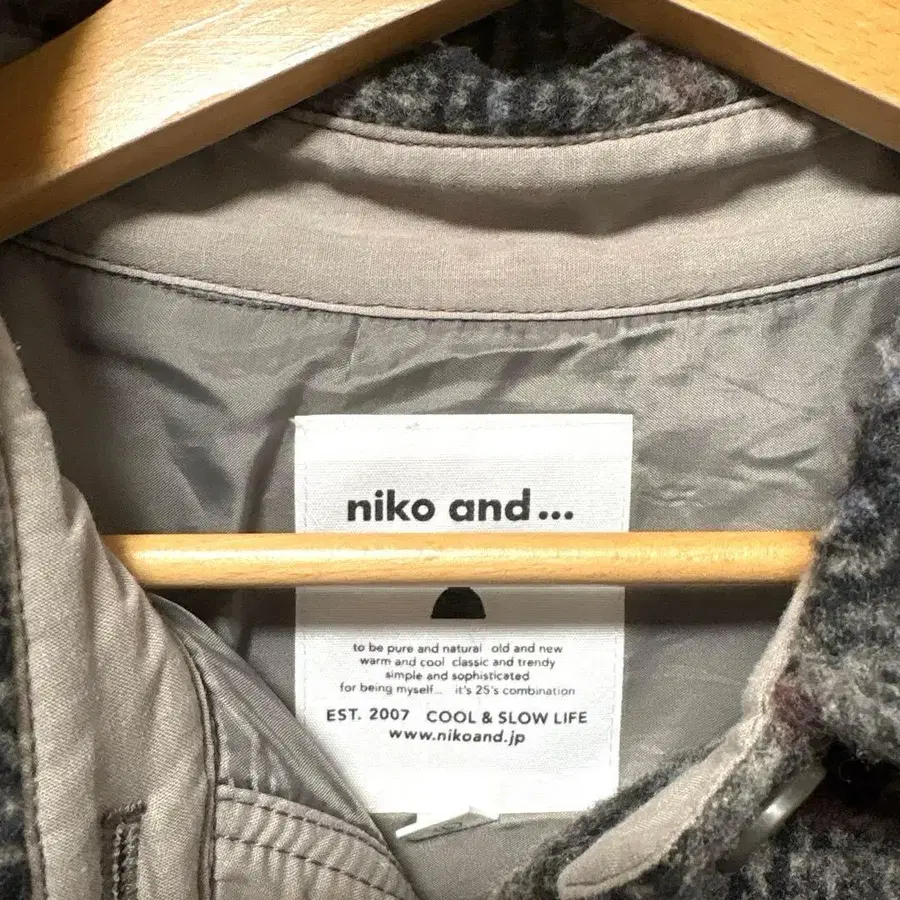 niko and...
to be pure and natural old and new
warm and cool classic and trendy
simple and sophisticated
for being myself... it's 25's combination
EST. 2007 COOL & SLOW LIFE
www.nikoand.jp